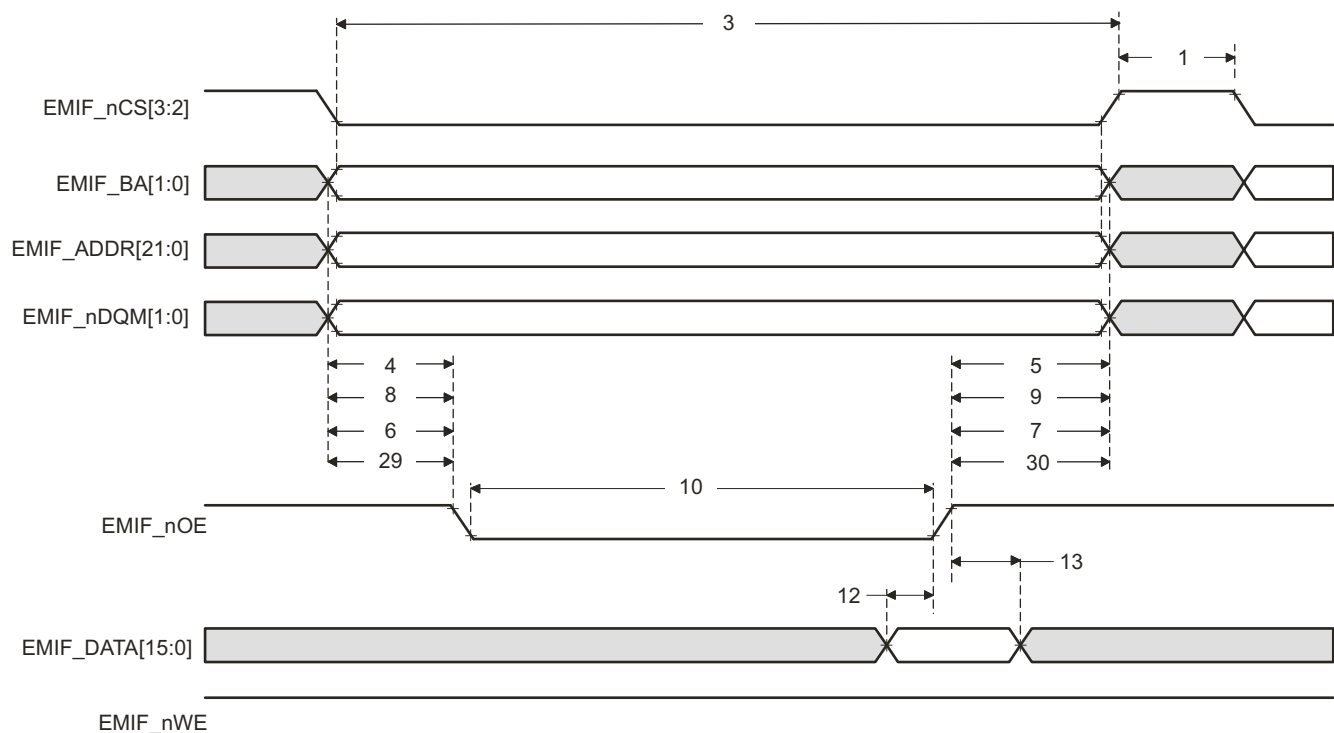 3
1
EMIF_nCS[3:2]
EMIF_BA[1:0]
EMIF_ADDR[21:0]
EMIF_nDQM[1:0]
4 5
8 9
6 7
29 30
10
EMIF_nOE
13
12
EMIF_DATA[15:0]
EMIF_nWE